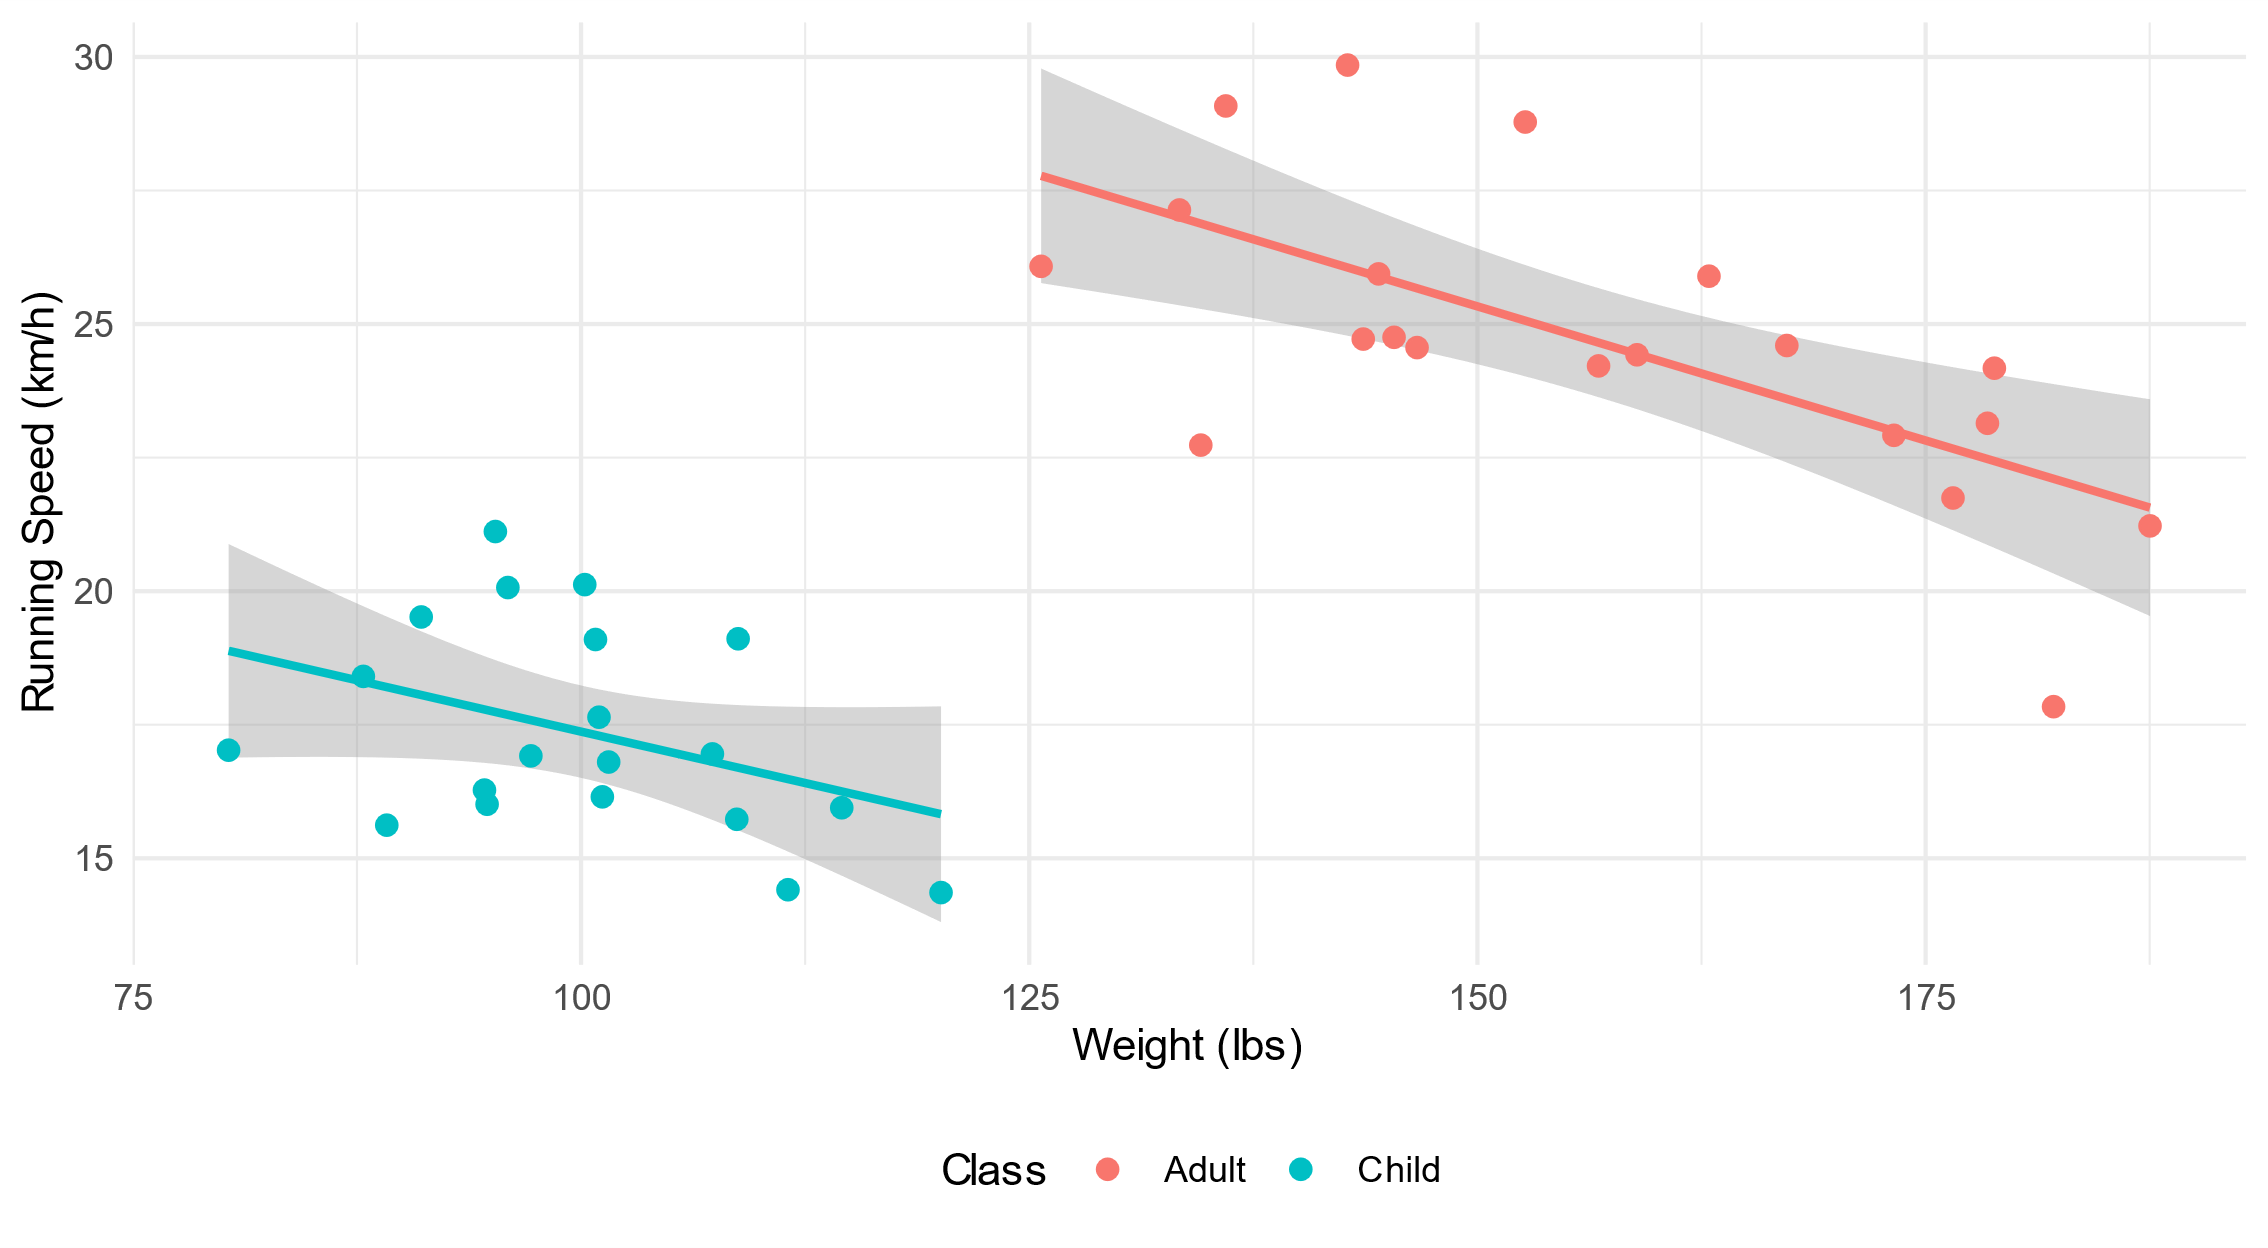 30
25
20
15
Running Speed (km/h)
75 100 125 150 175
Weight (lbs)
Class Adult Child